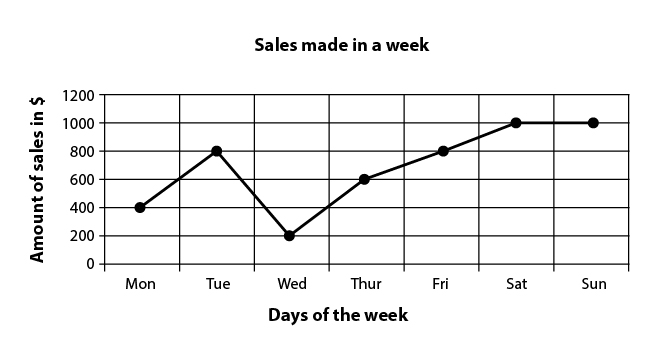 Sales made in a week
Amount of sales in $
1200
1000
800
600
400
200
0
Mon Tue Wed Thur Fri Sat Sun
Days of the week